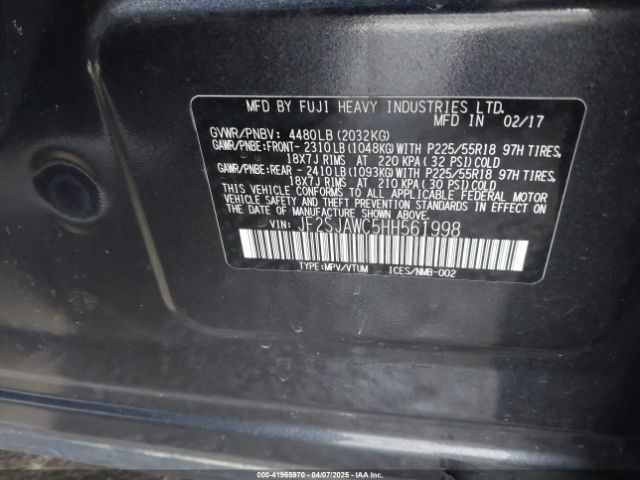 MFD BY FUJI HEAVY INDUSTRIES LTD.
MFD IN 02/17
GVWR/PNBV: 4480LB (2032KG)
GAWR/PNBE:FRONT- 2310LB (1048KG) WITH P225/55R18 97H TIRES,
18X7J RIMS AT 220 KPA ( 32 PSI) COLD
GAWR/PNBE:REAR - 2410LB (1093KG) WITH P225/55R18 97H TIRES,
18X7J RIMS AT 210 KPA ( 30 PSI) COLD
THIS VEHICLE CONFORMS TO ALL APPLICABLE FEDERAL MOTOR
VEHICLE SAFETY AND THEFT PREVENTION STANDARDS
IN EFFECT ON THE DATE OF MANUFACTURE SHOWN ABOVE.
VIN: JF2SJAWC5HH561998
TYPE:MPV/VTUM ICES/NMB-002
000-41965970 - 04/07/2025 - IAAI.COM